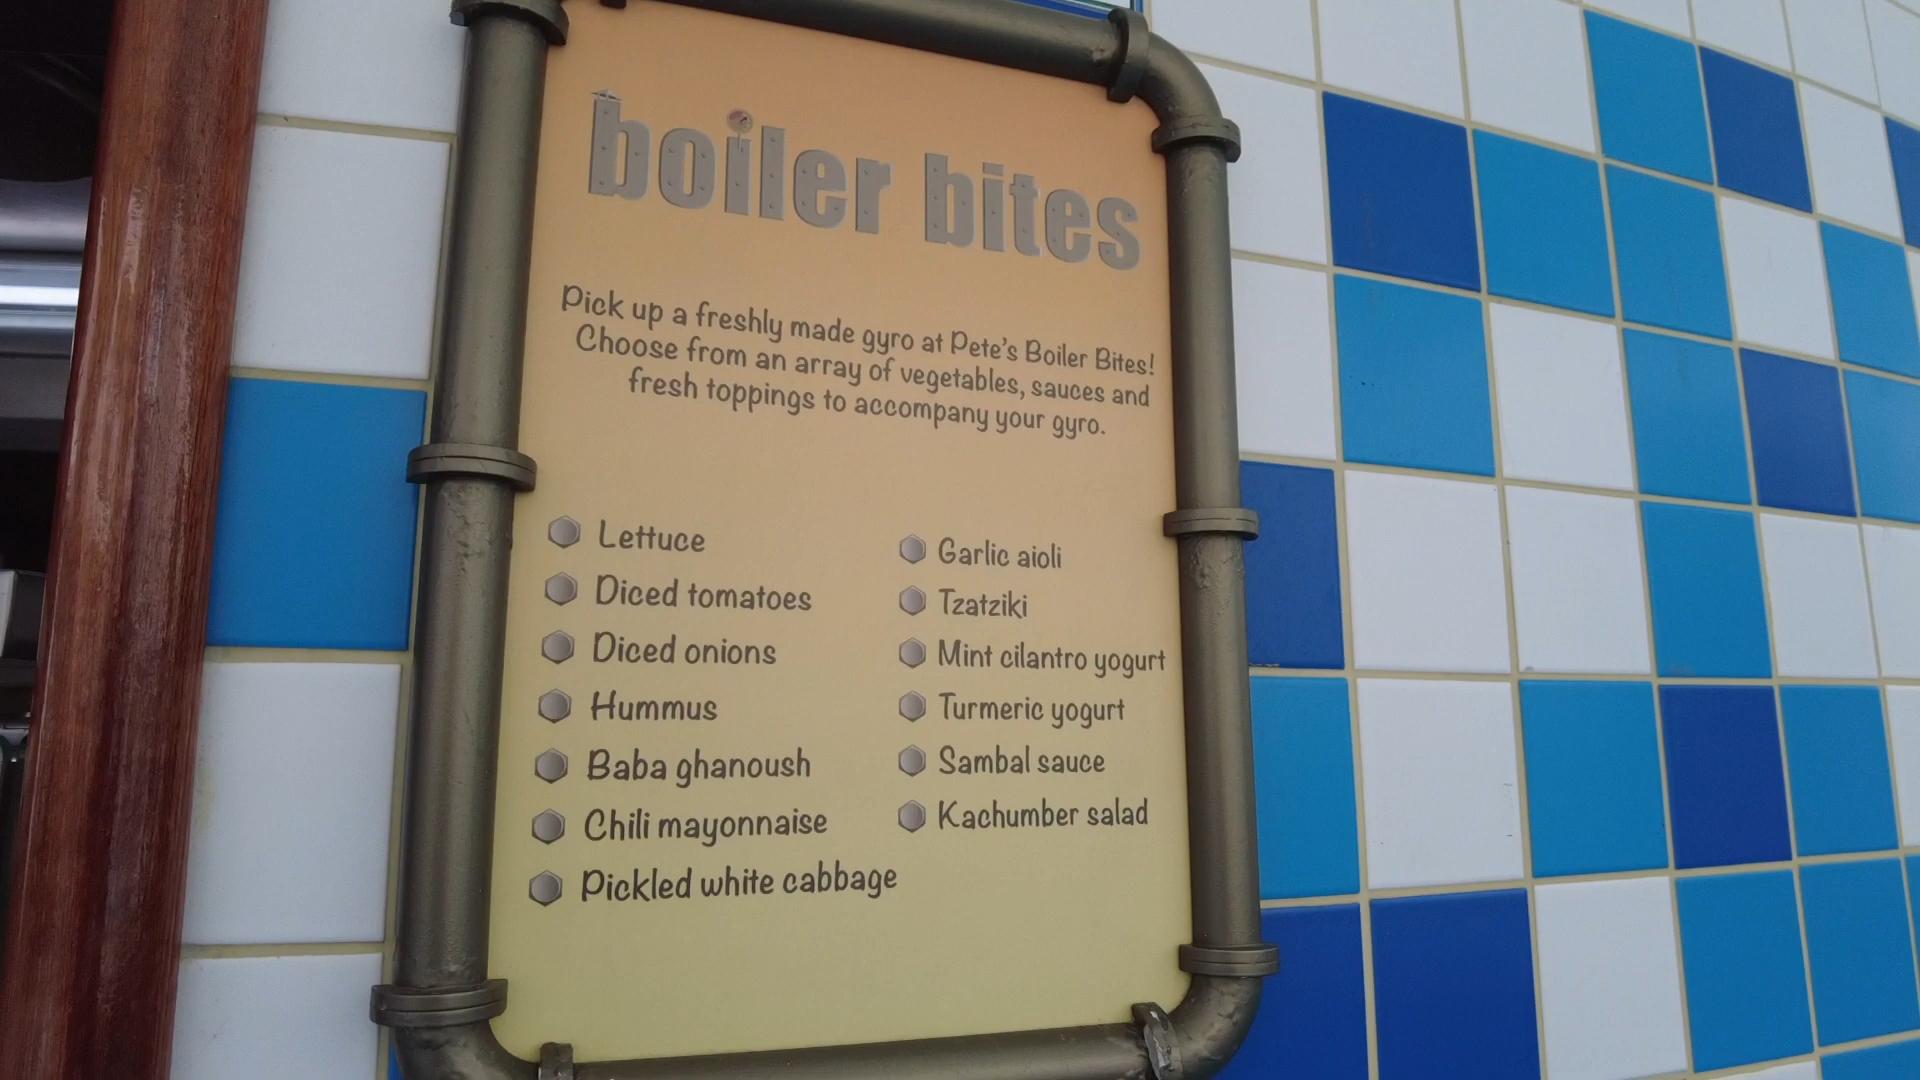 boiler bites
Pick up a freshly made gyro at Pete's Boiler Bites!
Choose from an array of vegetables, sauces and
fresh toppings to accompany your gyro.
Lettuce
Diced tomatoes
Diced onions
Hummus
Baba ghanoush
Chili mayonnaise
Pickled white cabbage
Garlic aioli
Tzatziki
Mint cilantro yogurt
Turmeric yogurt
Sambal sauce
Kachumber salad